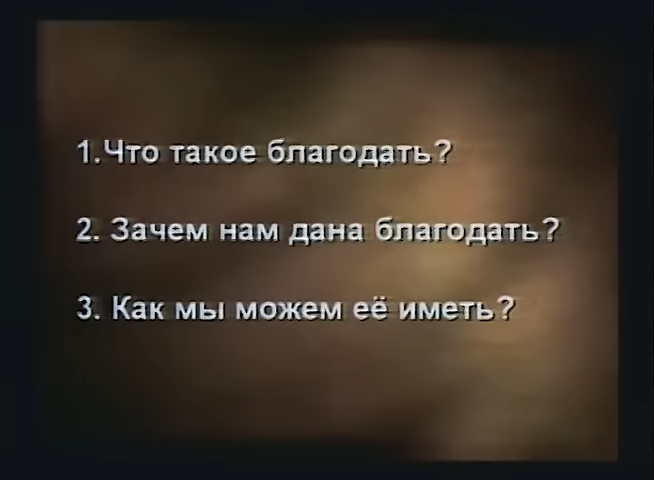 1.Что такое благодать?
2. Зачем нам дана благодать?
3. Как мы можем её иметь?